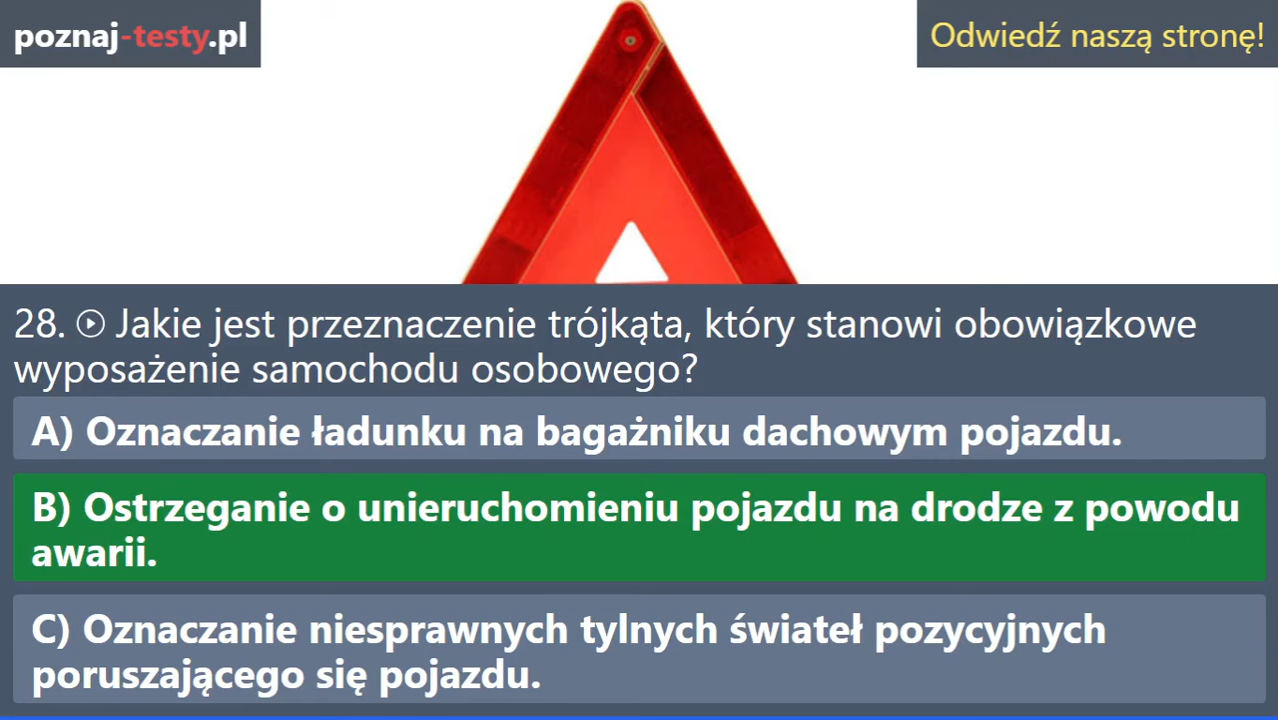 poznaj-testy.pl
Odwiedź naszą stronę!
28. Jakie jest przeznaczenie trójkąta, który stanowi obowiązkowe
wyposażenie samochodu osobowego?
A) Oznaczanie ładunku na bagażniku dachowym pojazdu.
B) Ostrzeganie o unieruchomieniu pojazdu na drodze z powodu
awarii.
C) Oznaczanie niesprawnych tylnych świateł pozycyjnych
poruszającego się pojazdu.